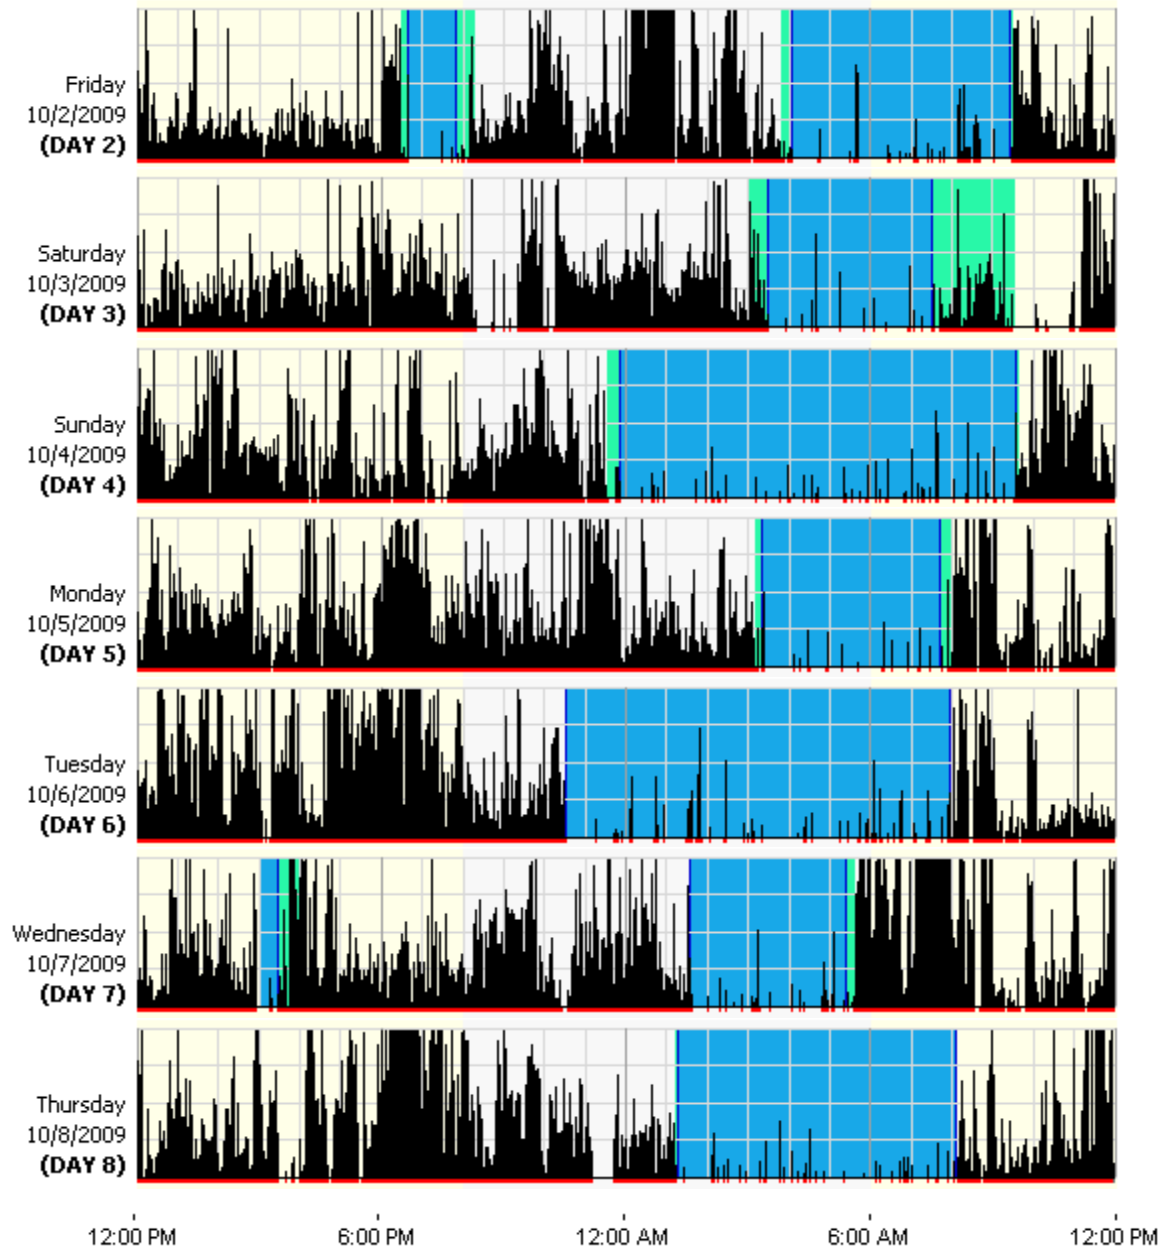 Friday
10/2/2009
(DAY 2)
Saturday
10/3/2009
(DAY 3)
Sunday
10/4/2009
(DAY 4)
Monday
10/5/2009
(DAY 5)
Tuesday
10/6/2009
(DAY 6)
Wednesday
10/7/2009
(DAY 7)
Thursday
10/8/2009
(DAY 8)
12:00 PM 6:00 PM 12:00 AM 6:00 AM 12:00 PM